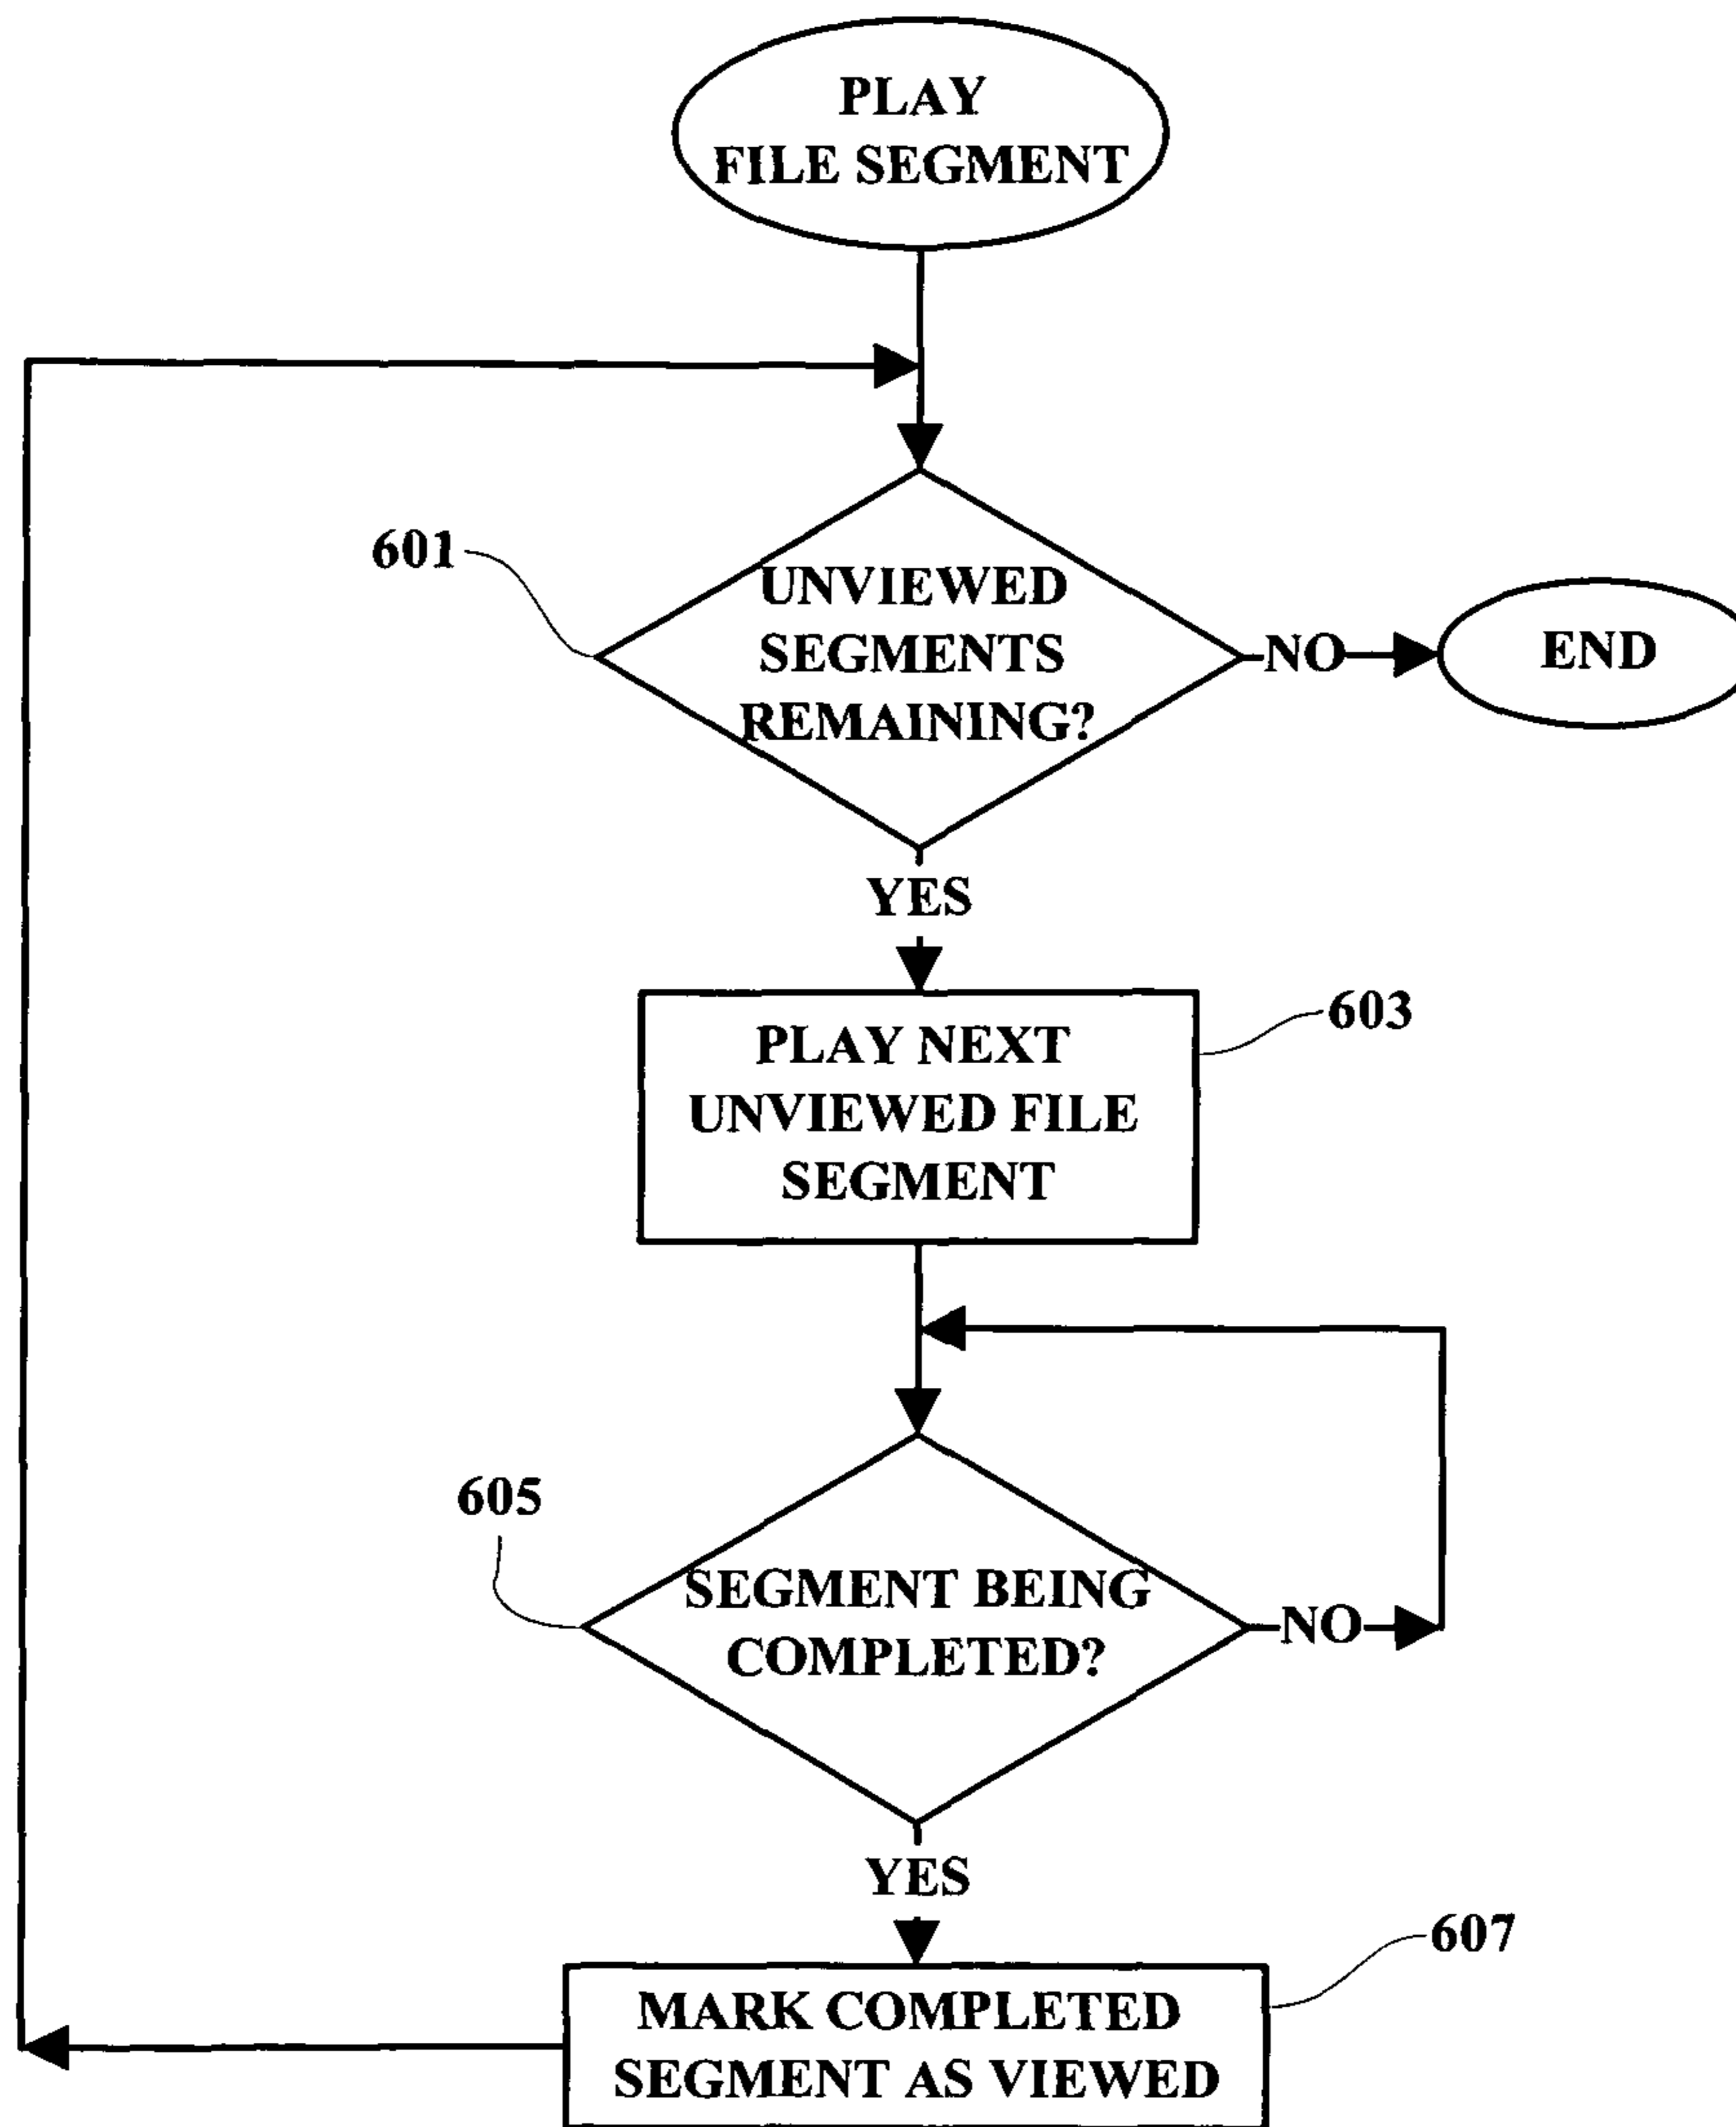 PLAY
FILE SEGMENT
601
UNVIEWED
SEGMENTS
REMAINING?
NO
END
YES
603
PLAY NEXT
UNVIEWED FILE
SEGMENT
605
SEGMENT BEING
COMPLETED?
NO
YES
607
MARK COMPLETED
SEGMENT AS VIEWED